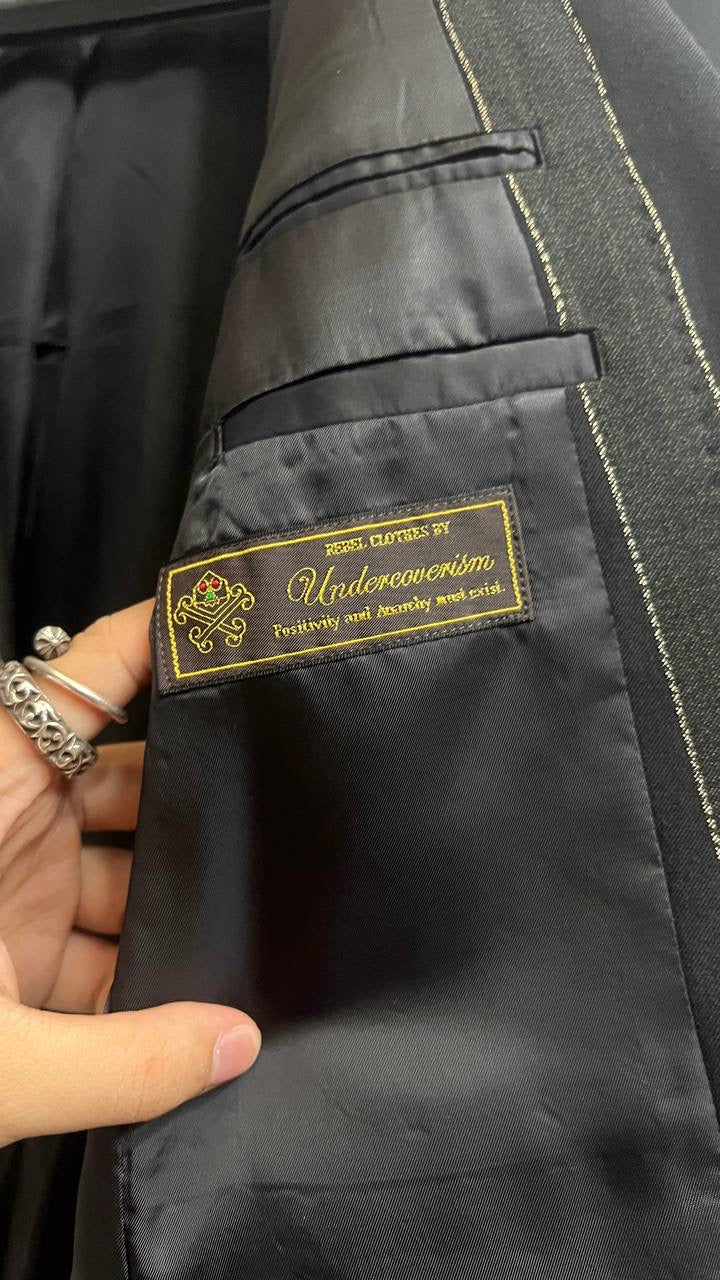 REBEL CLOTHES BY
Undercoverism
Positivity and Anarchy must exist.